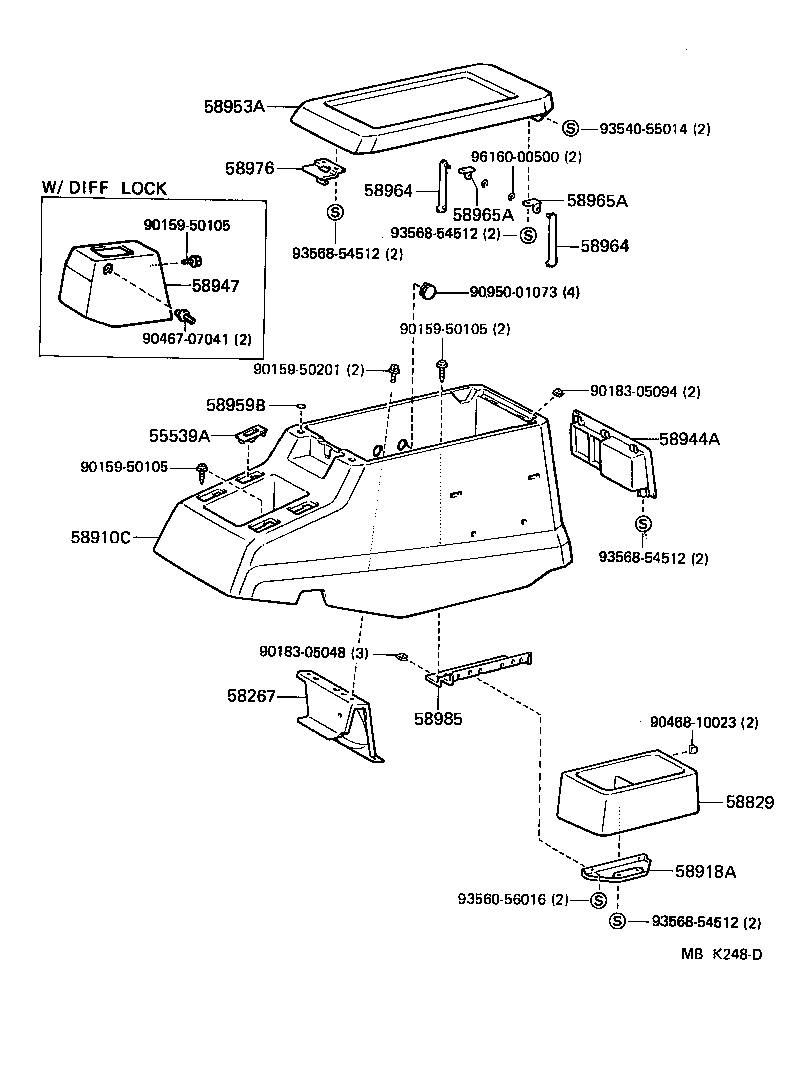 58953A
S 93540-55014 (2)
96160-00500 (2)
58976
58964
58965A
58965A
W/ DIFF LOCK
S
93568-54512 (2)
93568-54512 (2) S
58964
90159-50105
58947
90467-07041 (2)
90950-01073 (4)
90159-50105 (2)
90159-50201 (2)
90183-05094 (2)
58959B
55539A
58944A
90159-50105
S
58910C
93568-54512 (2)
90183-05048 (3)
58267
58985
90468-10023 (2)
58829
58918A
93560-56016 (2) S
S 93568-54512 (2)
MB K248-D